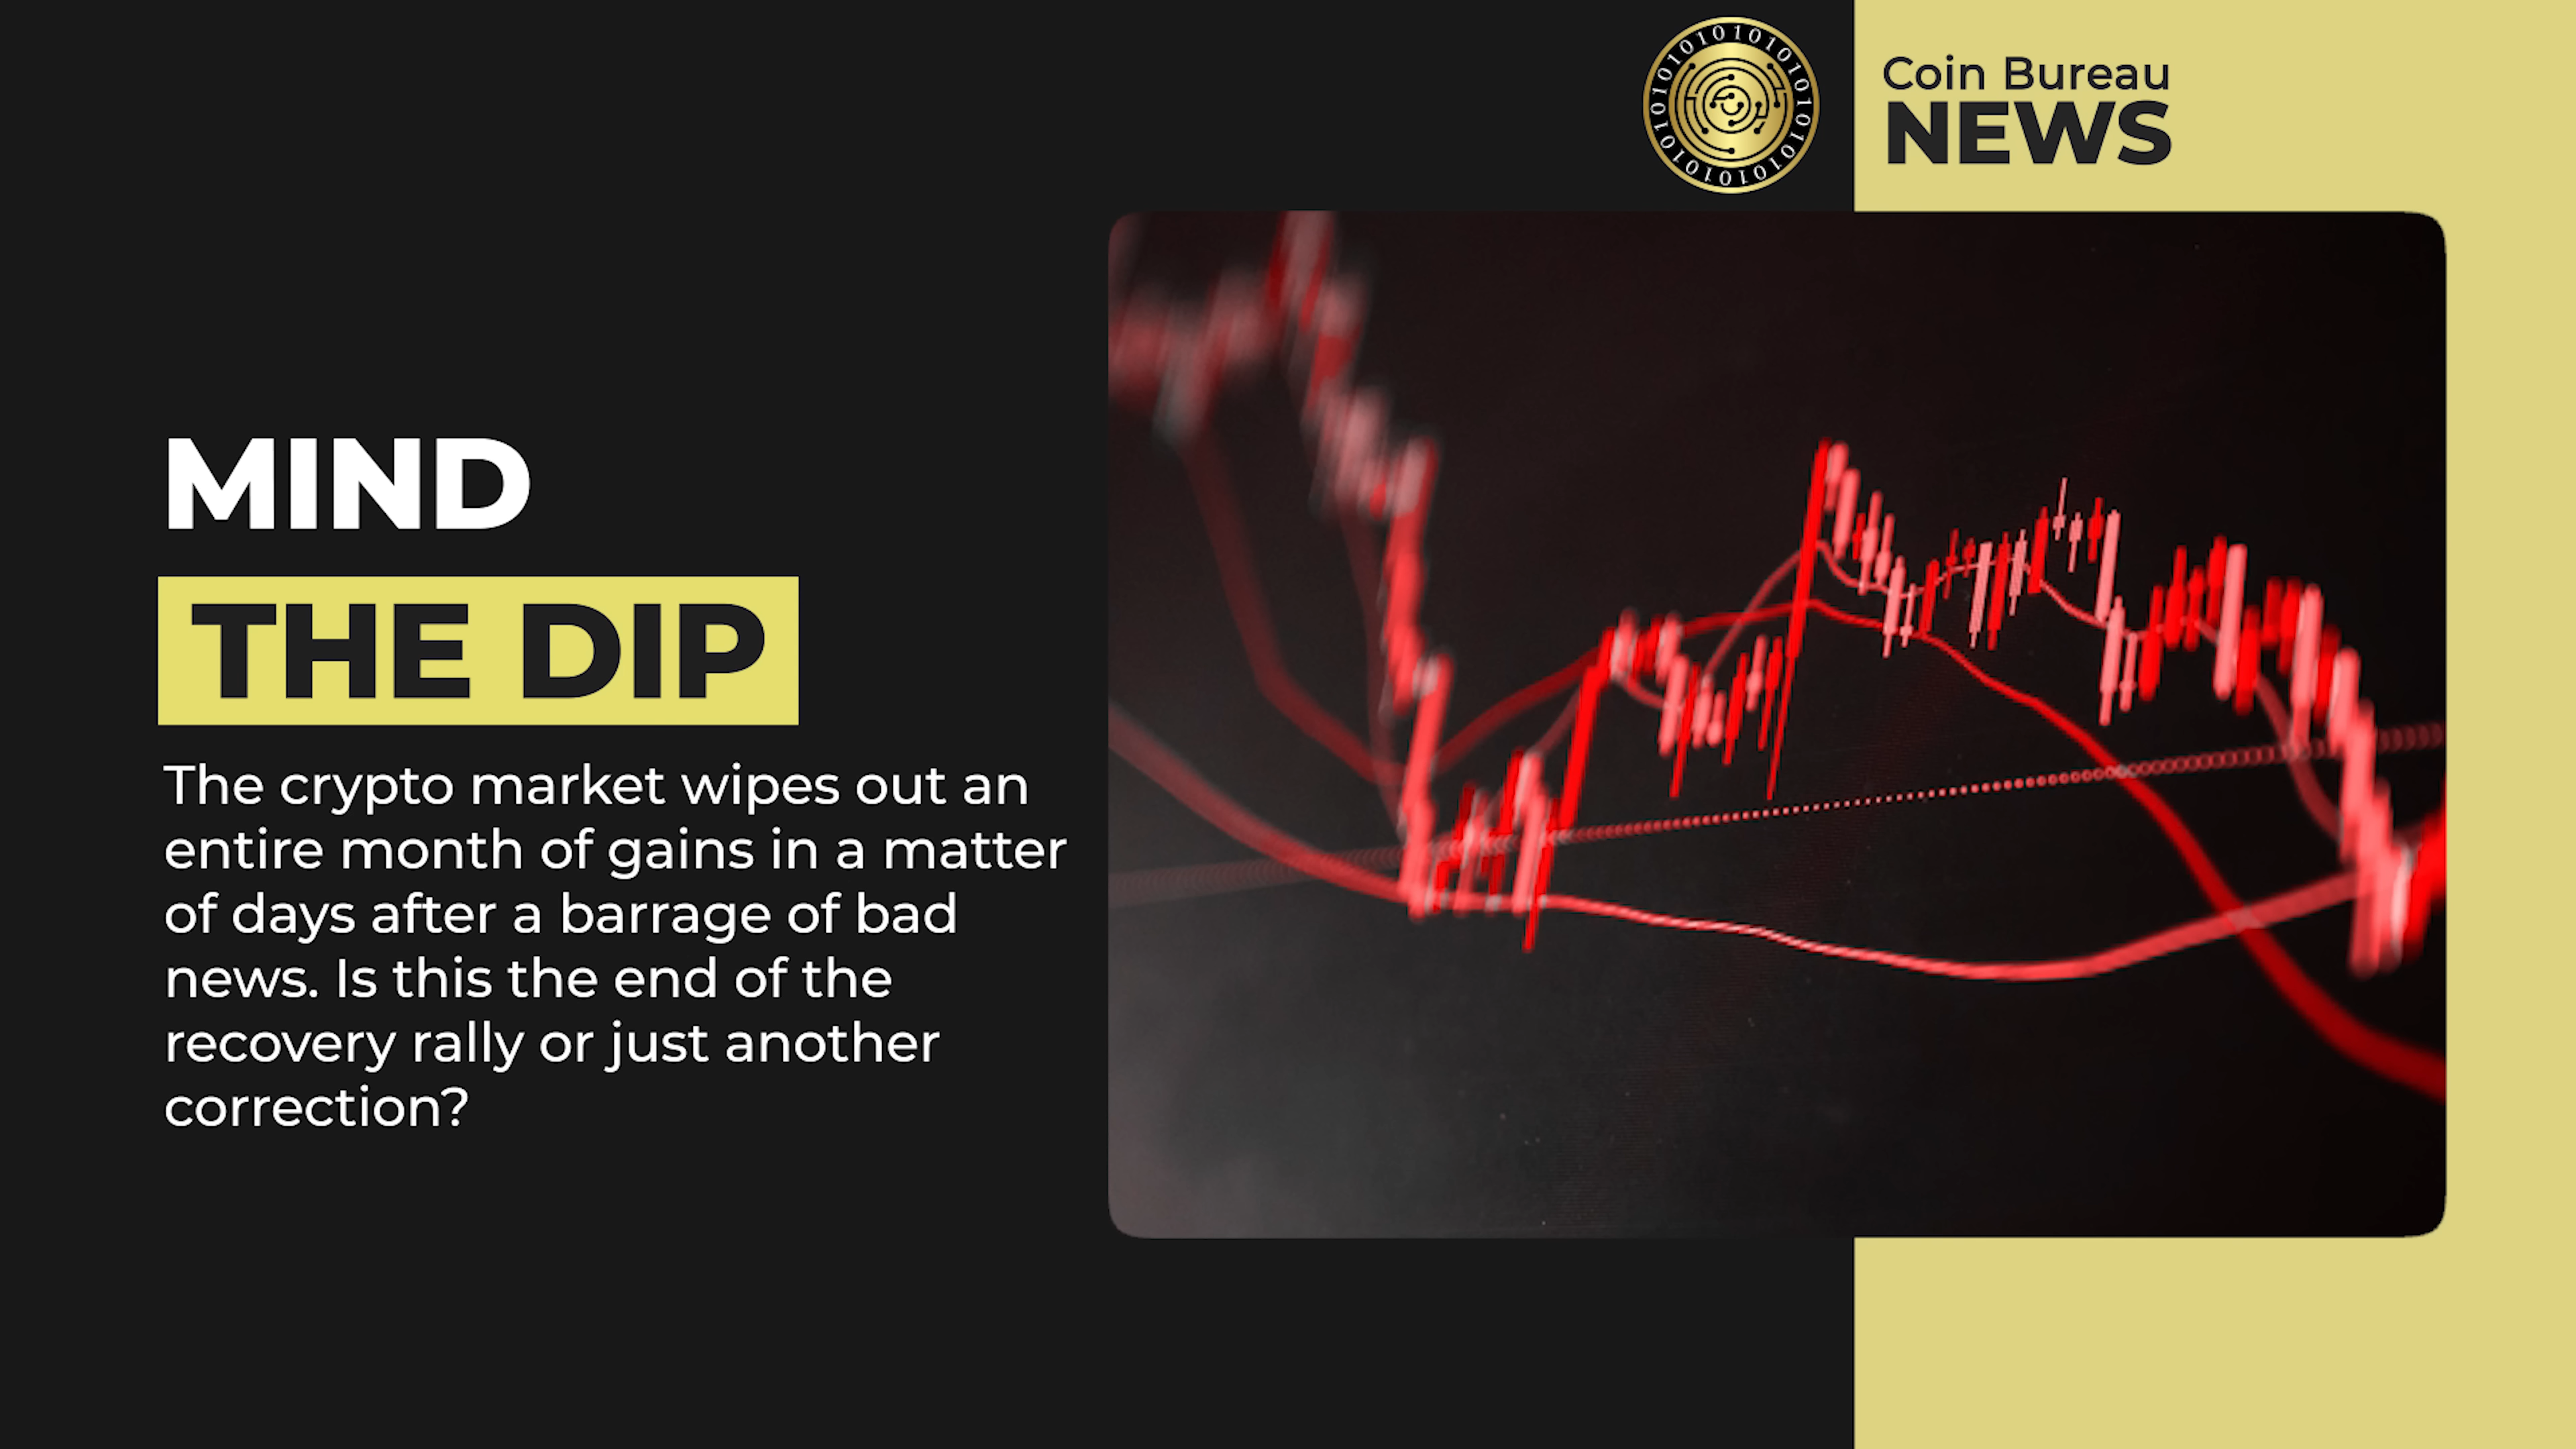 Coin Bureau
NEWS
MIND
THE DIP
The crypto market wipes out an
entire month of gains in a matter
of days after a barrage of bad
news. Is this the end of the
recovery rally or just another
correction?